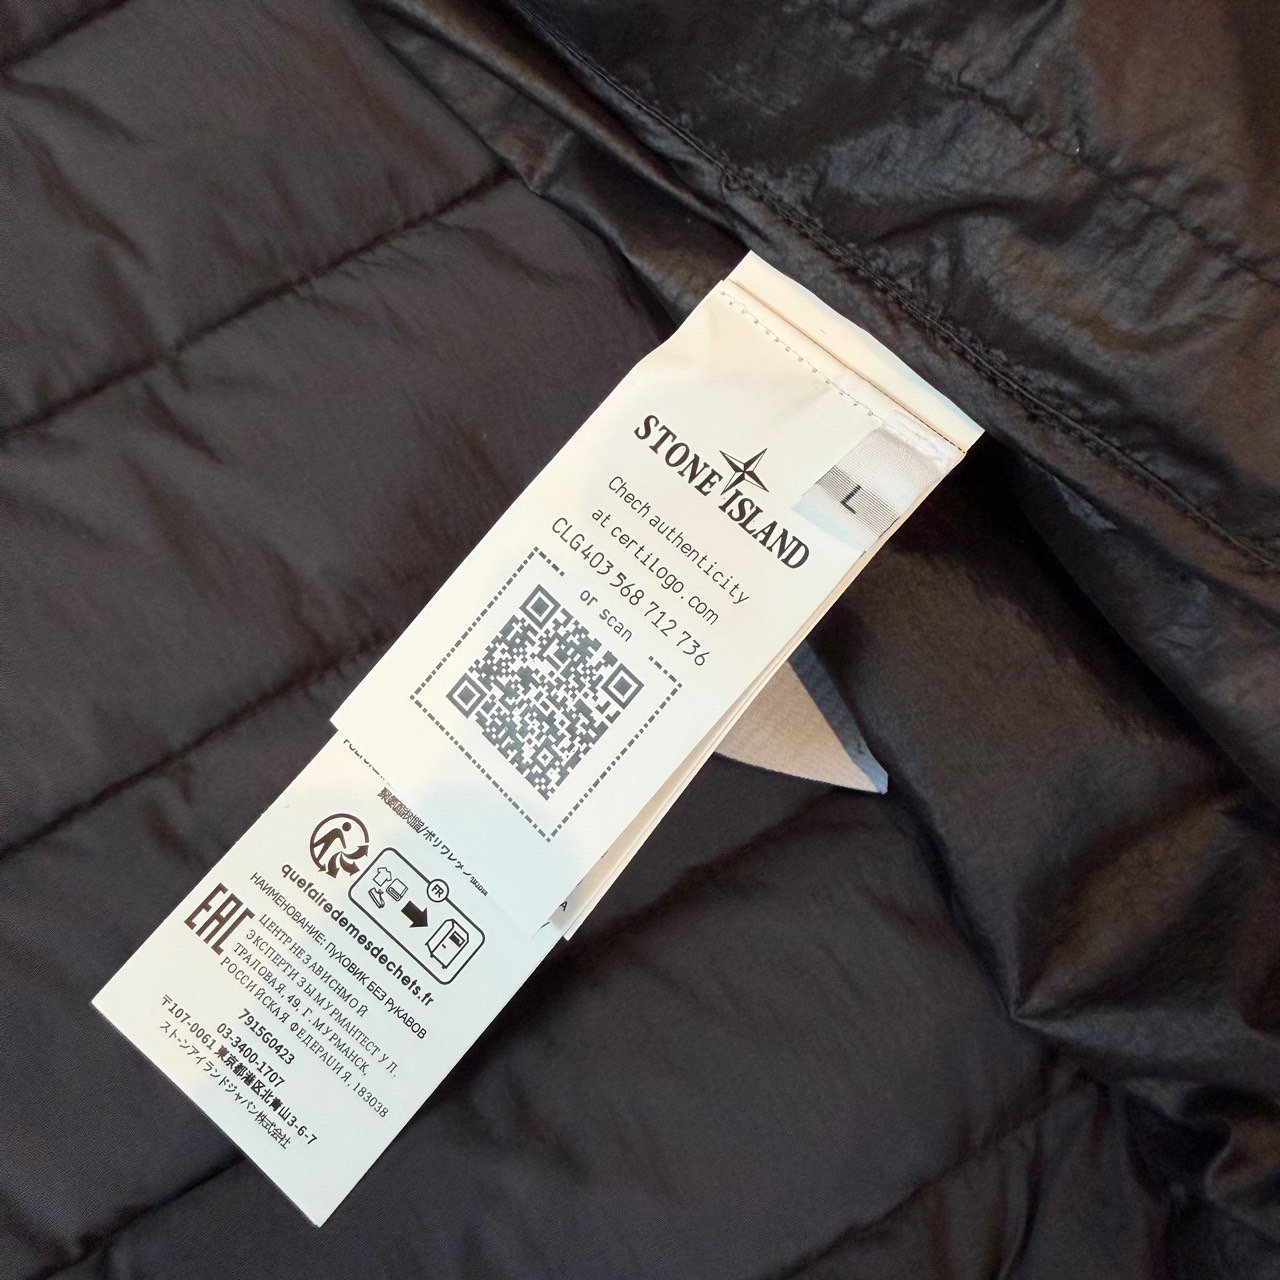 STONE ISLAND
L
Chech authenticity
at certilogo.com
CLG403 568 712 736
or scan
FR
quefairedemesdechets.fr
НАИМЕНОВАНИЕ: ПУХОВИК БЕЗ РУКАВОВ
EAC
ЦЕНТР НЕЗАВИСНМОЙ
ЭКСПЕРТИЗЫ МУРМАНТЕСТ УЛ.
ТРАЛОВАЯ, 49, Г. МУРМАНСК,
РОССИЙСКАЯ ФЕДЕРАЦИЯ, 183038
7915G0423
03-3400-1707
〒107-0061 東京都港区北青山3-6-7
ストーンアイランドジャパン株式会社
A